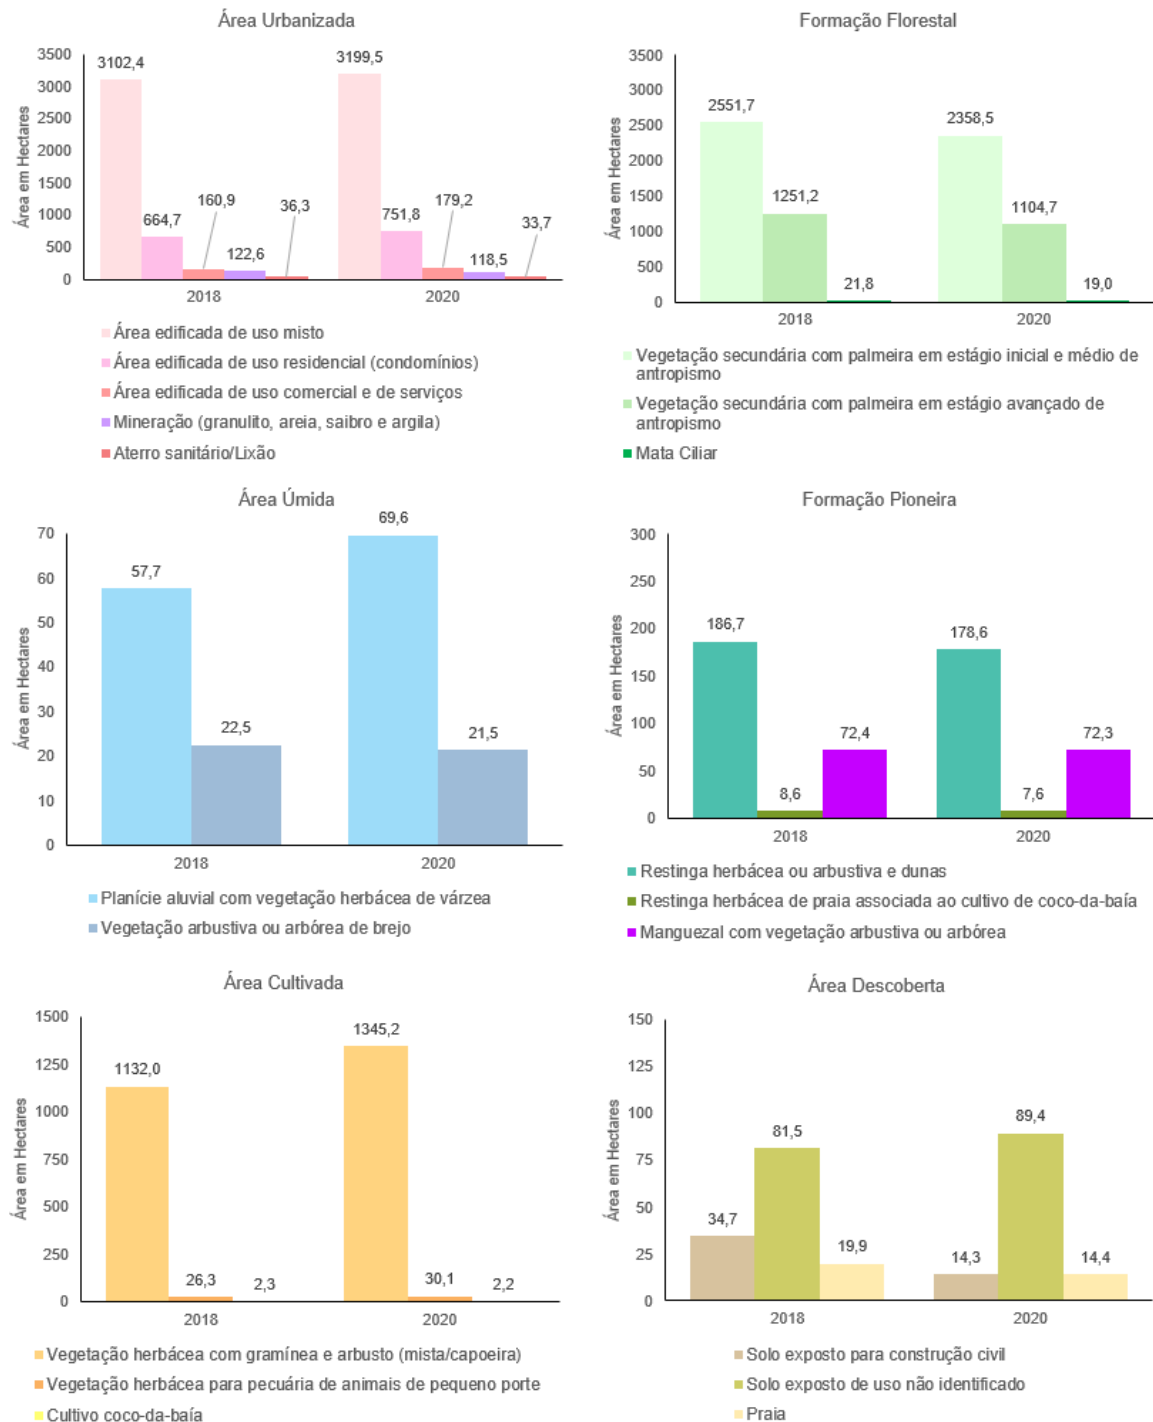 Área Urbanizada
Área em Hectares
3500
3000
2500
2000
1500
1000
500
0
3102,4
664,7
160,9
122,6
36,3
3199,5
751,8
179,2
118,5
33,7
2018
2020
Área edificada de uso misto
Área edificada de uso residencial (condomínios)
Área edificada de uso comercial e de serviços
Mineração (granulito, areia, saibro e argila)
Aterro sanitário/Lixão
Formação Florestal
Área em Hectares
3500
3000
2500
2000
1500
1000
500
0
2551,7
1251,2
21,8
2358,5
1104,7
19,0
2018
2020
Vegetação secundária com palmeira em estágio inicial e médio de
antropismo
Vegetação secundária com palmeira em estágio avançado de
antropismo
Mata Ciliar
Área Úmida
Área em Hectares
70
60
50
40
30
20
10
0
57,7
22,5
69,6
21,5
2018
2020
Planície aluvial com vegetação herbácea de várzea
Vegetação arbustiva ou arbórea de brejo
Formação Pioneira
Área em Hectares
300
250
200
150
100
50
0
186,7
8,6
72,4
178,6
7,6
72,3
2018
2020
Restinga herbácea ou arbustiva e dunas
Restinga herbácea de praia associada ao cultivo de coco-da-baía
Manguezal com vegetação arbustiva ou arbórea
Área Cultivada
Área em Hectares
1500
1250
1000
750
500
250
0
1132,0
26,3
2,3
1345,2
30,1
2,2
2018
2020
Vegetação herbácea com gramínea e arbusto (mista/capoeira)
Vegetação herbácea para pecuária de animais de pequeno porte
Cultivo coco-da-baía
Área Descoberta
Área em Hectares
150
125
100
75
50
25
0
34,7
81,5
19,9
14,3
89,4
14,4
2018
2020
Solo exposto para construção civil
Solo exposto de uso não identificado
Praia